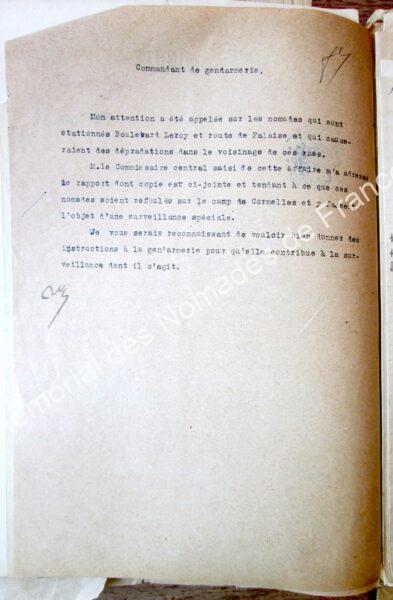 Commandant de gendarmerie,
Mon attention a été appelée sur les nomades qui sont
stationnés Boulevard Leroy et route de Falaise et qui cause-
raient des dépradations dans le voisinage de ces rues.
M.le Commissaire central saisi de cette affaire m'a adressé
le rapport dont copie est ci-jointe et tendant à ce que ces
nomades soient refoulés sur le camp de Cormelles et y fassent
l'objet d'une surveillance spéciale.
Je vous serais reconnaissant de vouloir bien donner des
instructions à la gendarmerie pour qu'elle contribue à la sur-
veillance dont il s'agit.
Mémorial des Nomades de France